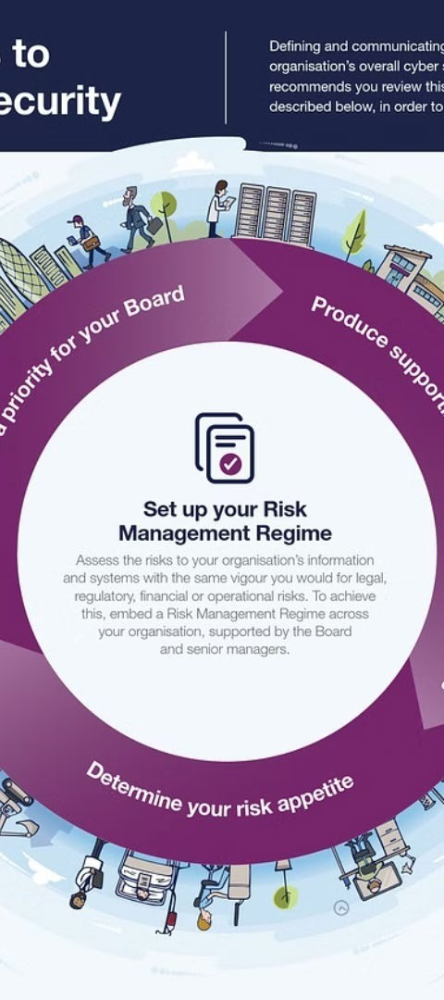 to
ecurity
Defining and communicating
organisation's overall cyber
recommends you review this
described below, in order to
priority for your Board
Produce
Set up your Risk
Management Regime
Assess the risks to your organisation's information
and systems with the same vigour you would for legal,
regulatory, financial or operational risks. To achieve
this, embed a Risk Management Regime across
your organisation, supported by the Board
and senior managers.
Determine your risk appetite